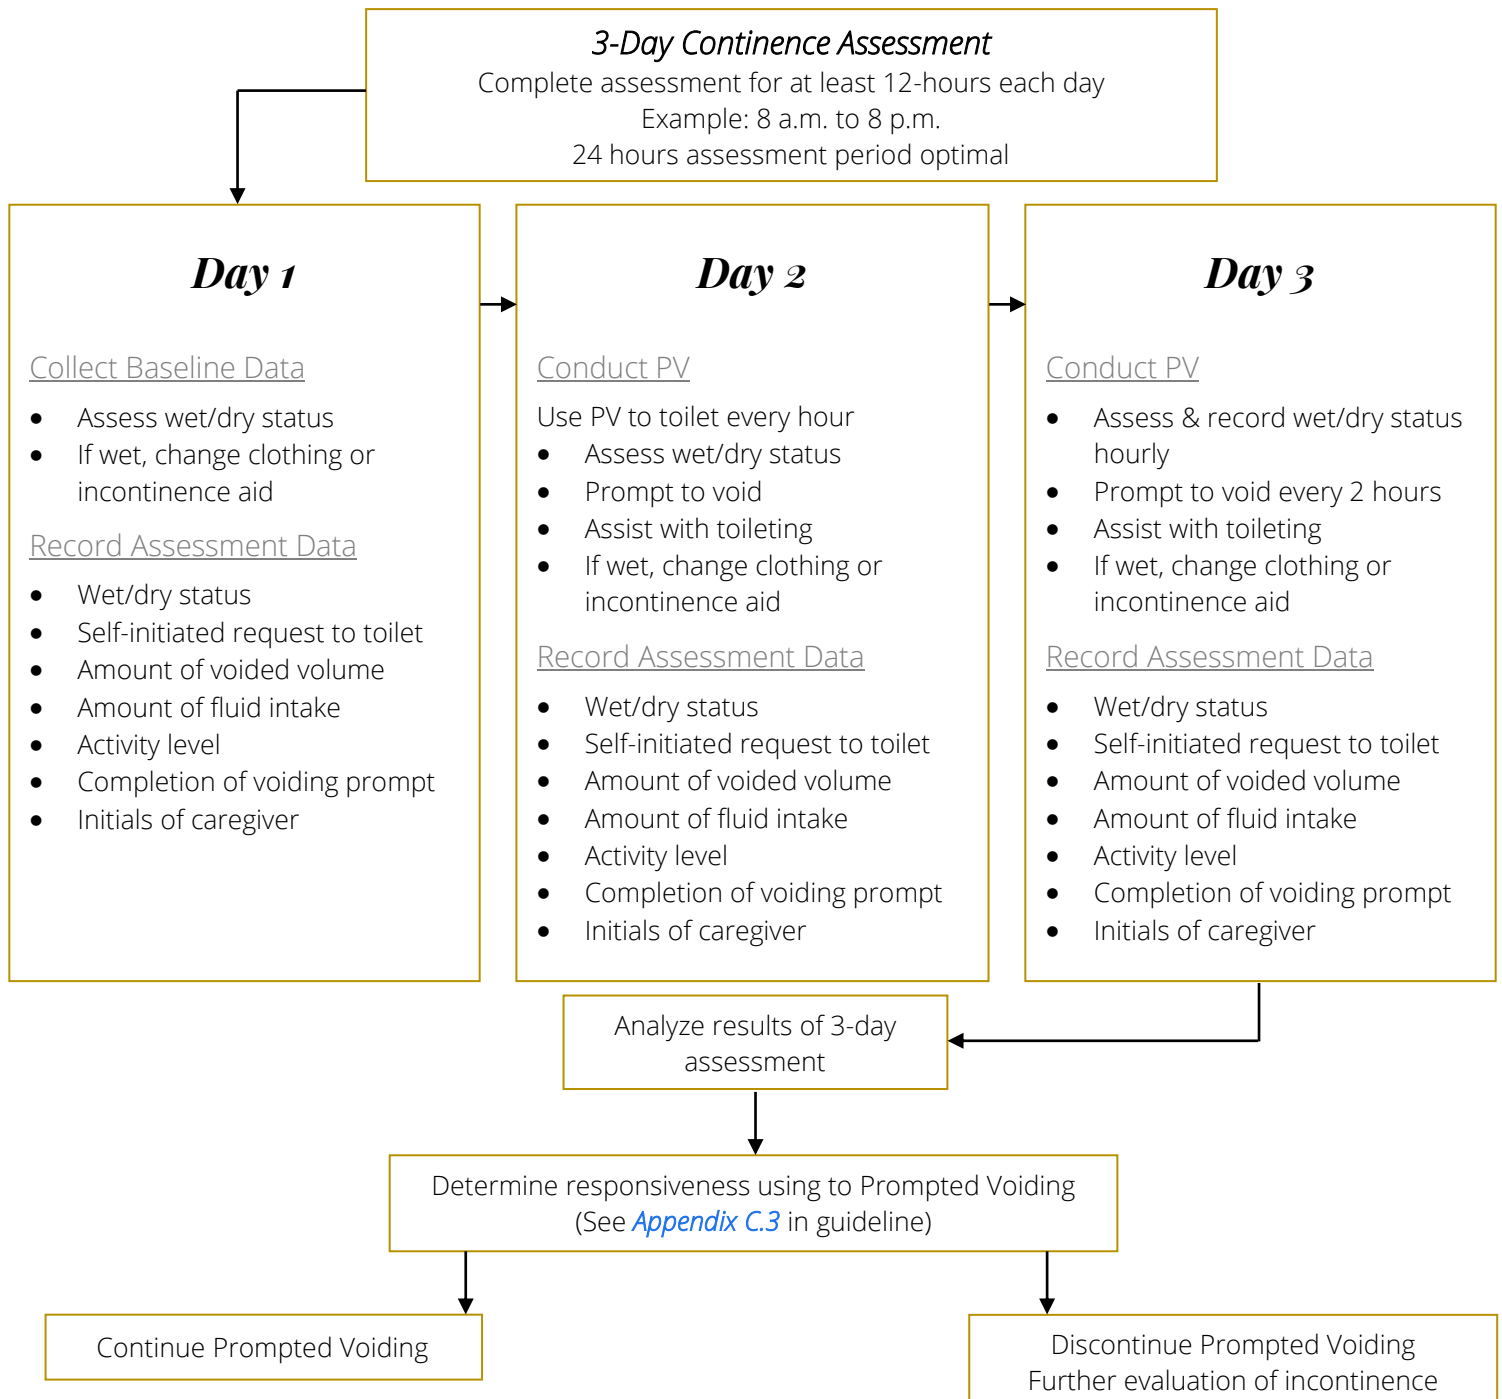 3-Day Continence Assessment
Complete assessment for at least 12-hours each day
Example: 8 a.m. to 8 p.m.
24 hours assessment period optimal
Day 1
Collect Baseline Data
• Assess wet/dry status
• If wet, change clothing or
incontinence aid
Record Assessment Data
• Wet/dry status
• Self-initiated request to toilet
• Amount of voided volume
• Amount of fluid intake
• Activity level
• Completion of voiding prompt
• Initials of caregiver
Day 2
Conduct PV
Use PV to toilet every hour
• Assess wet/dry status
• Prompt to void
• Assist with toileting
• If wet, change clothing or
incontinence aid
Record Assessment Data
• Wet/dry status
• Self-initiated request to toilet
• Amount of voided volume
• Amount of fluid intake
• Activity level
• Completion of voiding prompt
• Initials of caregiver
Day 3
Conduct PV
• Assess & record wet/dry status
hourly
• Prompt to void every 2 hours
• Assist with toileting
• If wet, change clothing or
incontinence aid
Record Assessment Data
• Wet/dry status
• Self-initiated request to toilet
• Amount of voided volume
• Amount of fluid intake
• Activity level
• Completion of voiding prompt
• Initials of caregiver
Analyze results of 3-day
assessment
Determine responsiveness using to Prompted Voiding
(See Appendix C.3 in guideline)
Continue Prompted Voiding
Discontinue Prompted Voiding
Further evaluation of incontinence